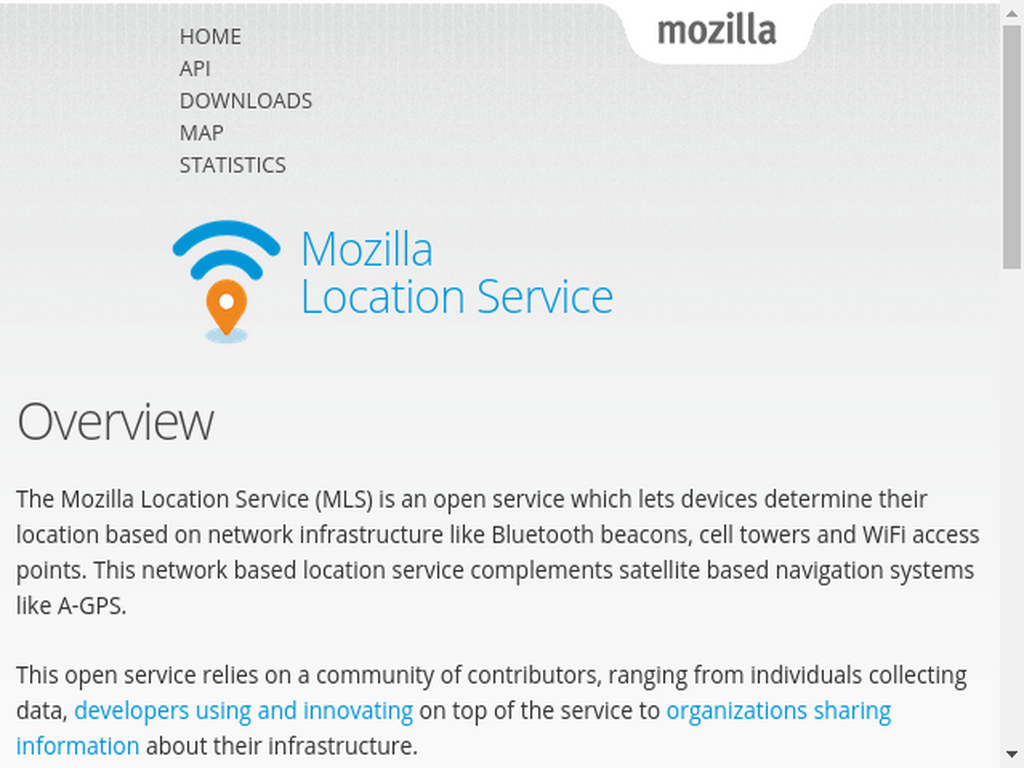 mozilla
HOME
API
DOWNLOADS
MAP
STATISTICS
Mozilla
Location Service
Overview
The Mozilla Location Service (MLS) is an open service which lets devices determine their
location based on network infrastructure like Bluetooth beacons, cell towers and WiFi access
points. This network based location service complements satellite based navigation systems
like A-GPS.
This open service relies on a community of contributors, ranging from individuals collecting
data, developers using and innovating on top of the service to organizations sharing
information about their infrastructure.